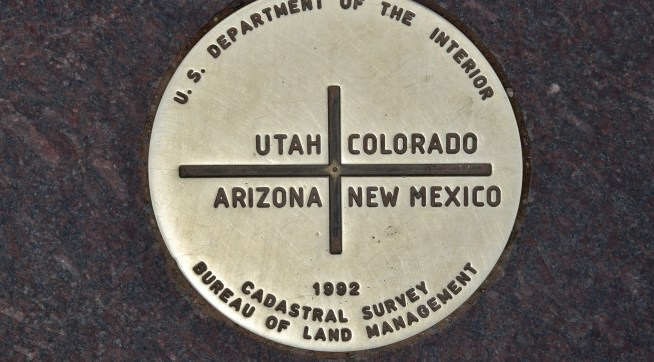 U. S. DEPARTMENT OF THE INTERIOR
UTAH COLORADO
ARIZONA NEW MEXICO
1992
CADASTRAL SURVEY
BUREAU OF LAND MANAGEMENT